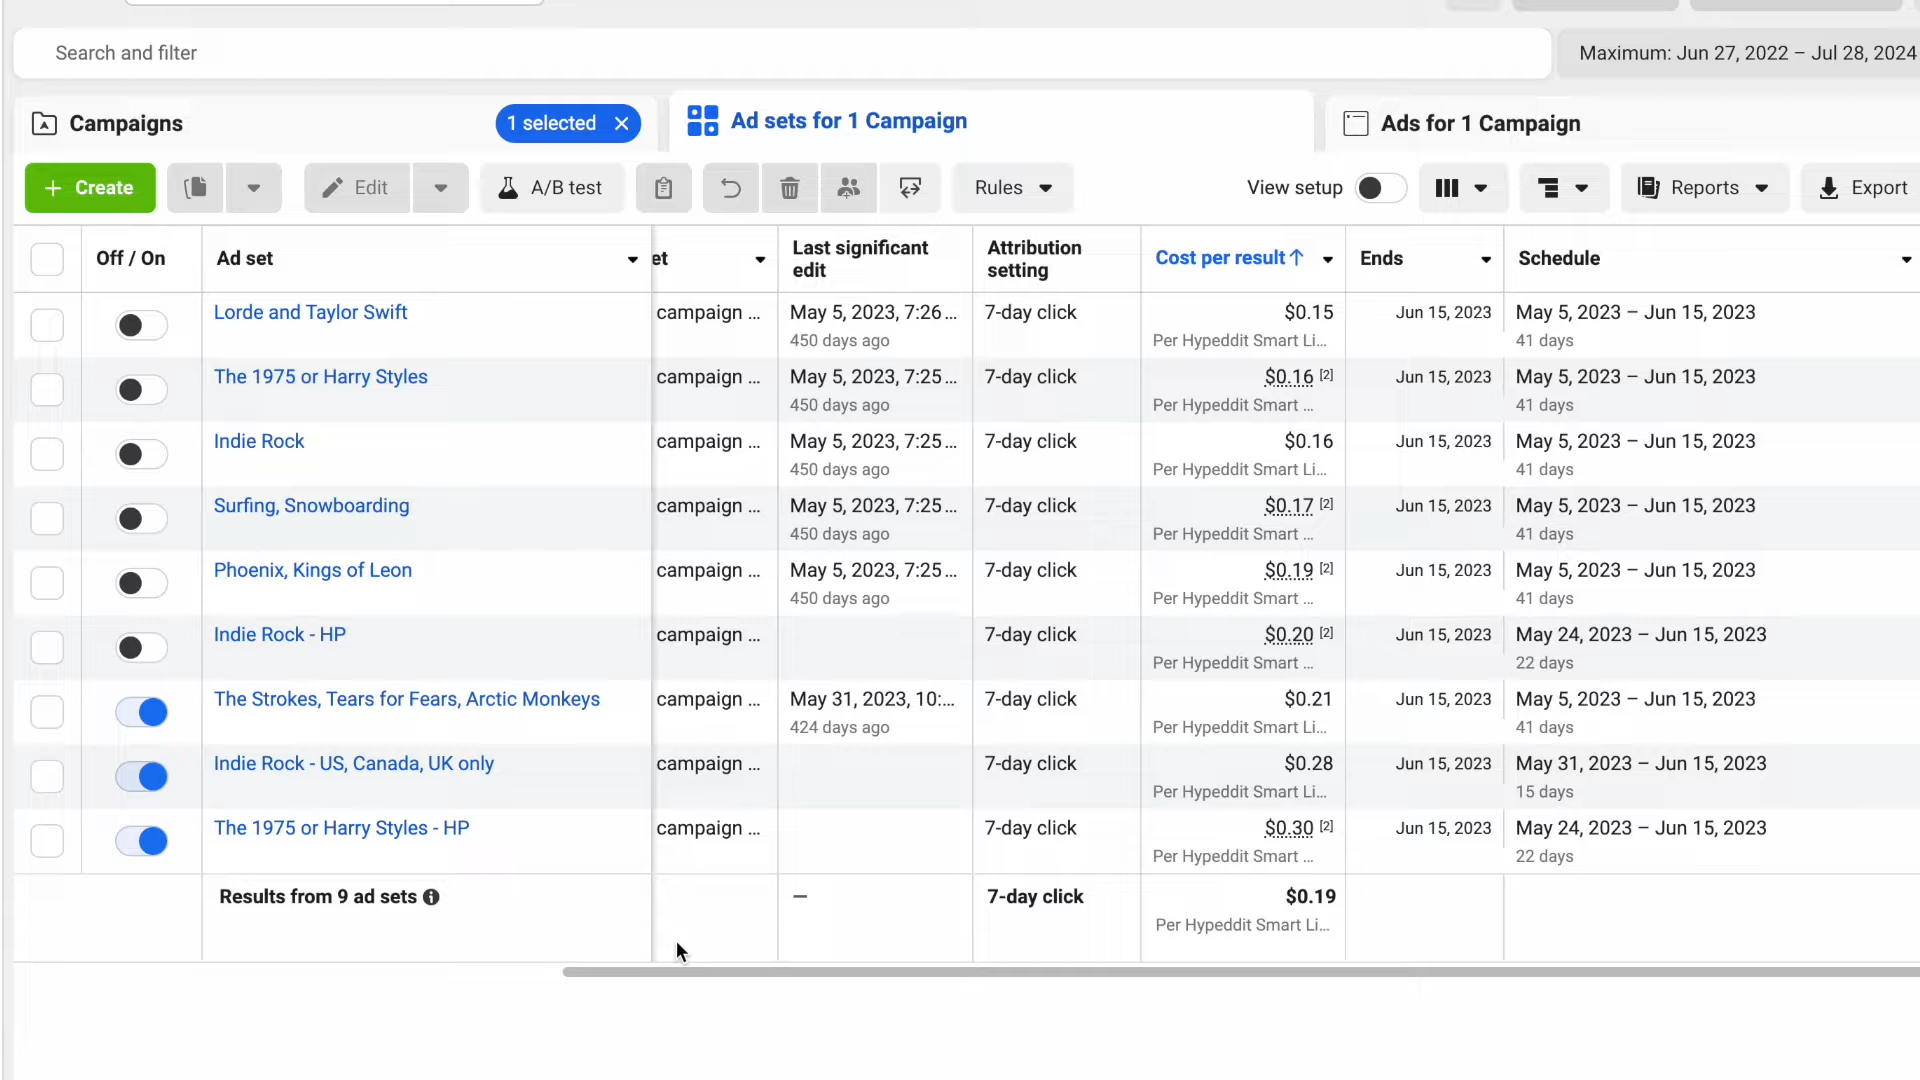 Search and filter
Maximum: Jun 27, 2022 – Jul 28, 2024
Campaigns
1 selected
Ad sets for 1 Campaign
Ads for 1 Campaign
+ Create
Edit
A/B test
Rules
View setup
Reports
Export
Off / On
Ad set
et
Last significant edit
Attribution setting
Cost per result↑
Ends
Schedule
Lorde and Taylor Swift
campaign ...
May 5, 2023, 7:26...
7-day click
$0.15
Jun 15, 2023
May 5, 2023 – Jun 15, 2023
450 days ago
Per Hypeddit Smart Li...
41 days
The 1975 or Harry Styles
campaign ...
May 5, 2023, 7:25...
7-day click
$0.16 [2]
Jun 15, 2023
May 5, 2023 – Jun 15, 2023
450 days ago
Per Hypeddit Smart ...
41 days
Indie Rock
campaign ...
May 5, 2023, 7:25...
7-day click
$0.16
Jun 15, 2023
May 5, 2023 – Jun 15, 2023
450 days ago
Per Hypeddit Smart Li...
41 days
Surfing, Snowboarding
campaign ...
May 5, 2023, 7:25...
7-day click
$0.17 [2]
Jun 15, 2023
May 5, 2023 – Jun 15, 2023
450 days ago
Per Hypeddit Smart ...
41 days
Phoenix, Kings of Leon
campaign ...
May 5, 2023, 7:25...
7-day click
$0.19 [2]
Jun 15, 2023
May 5, 2023 – Jun 15, 2023
450 days ago
Per Hypeddit Smart ...
41 days
Indie Rock - HP
campaign ...
7-day click
$0.20 [2]
Jun 15, 2023
May 24, 2023 – Jun 15, 2023
Per Hypeddit Smart ...
22 days
The Strokes, Tears for Fears, Arctic Monkeys
campaign ...
May 31, 2023, 10:...
7-day click
$0.21
Jun 15, 2023
May 5, 2023 – Jun 15, 2023
424 days ago
Per Hypeddit Smart Li...
41 days
Indie Rock - US, Canada, UK only
campaign ...
7-day click
$0.28
Jun 15, 2023
May 31, 2023 – Jun 15, 2023
Per Hypeddit Smart Li...
15 days
The 1975 or Harry Styles - HP
campaign ...
7-day click
$0.30 [2]
Jun 15, 2023
May 24, 2023 – Jun 15, 2023
Per Hypeddit Smart ...
22 days
Results from 9 ad sets
—
7-day click
$0.19
Per Hypeddit Smart Li...